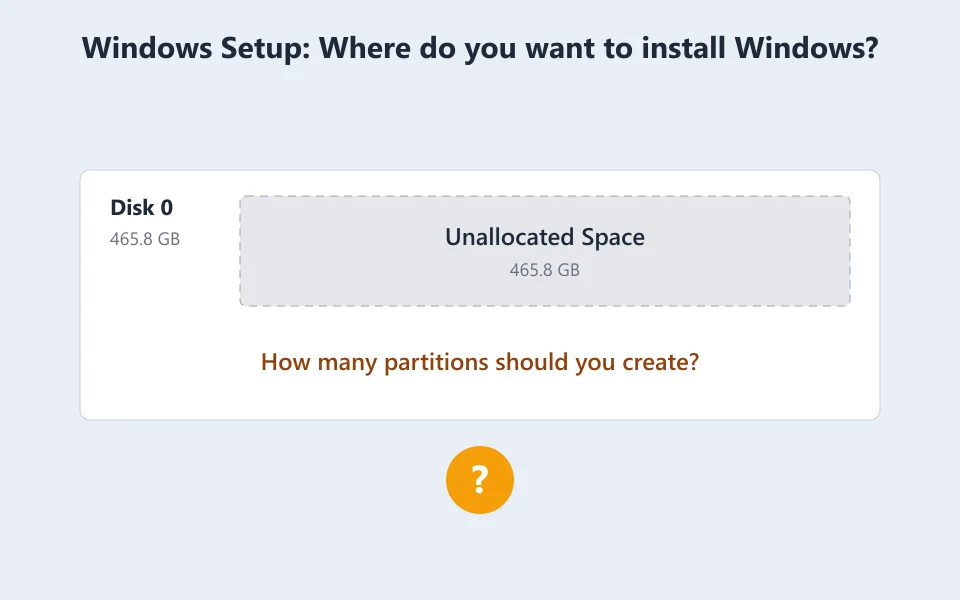 Windows Setup: Where do you want to install Windows?
Disk 0
465.8 GB
Unallocated Space
465.8 GB
How many partitions should you create?
?